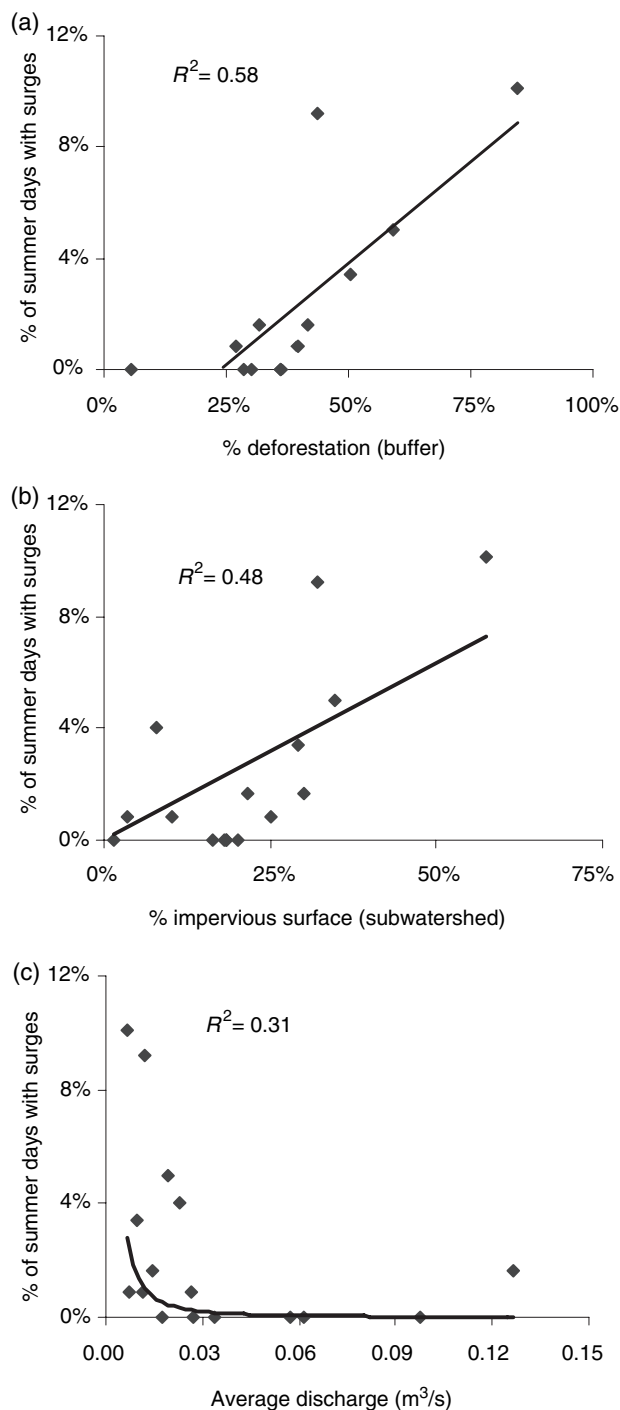 (a)
12%
8%
4%
0%
% of summer days with surges
R² = 0.58
0% 25% 50% 75% 100%
% deforestation (buffer)
(b)
12%
8%
4%
0%
% of summer days with surges
R² = 0.48
0% 25% 50% 75%
% impervious surface (subwatershed)
(c)
12%
8%
4%
0%
% of summer days with surges
R² = 0.31
0.00 0.03 0.06 0.09 0.12 0.15
Average discharge (m³/s)